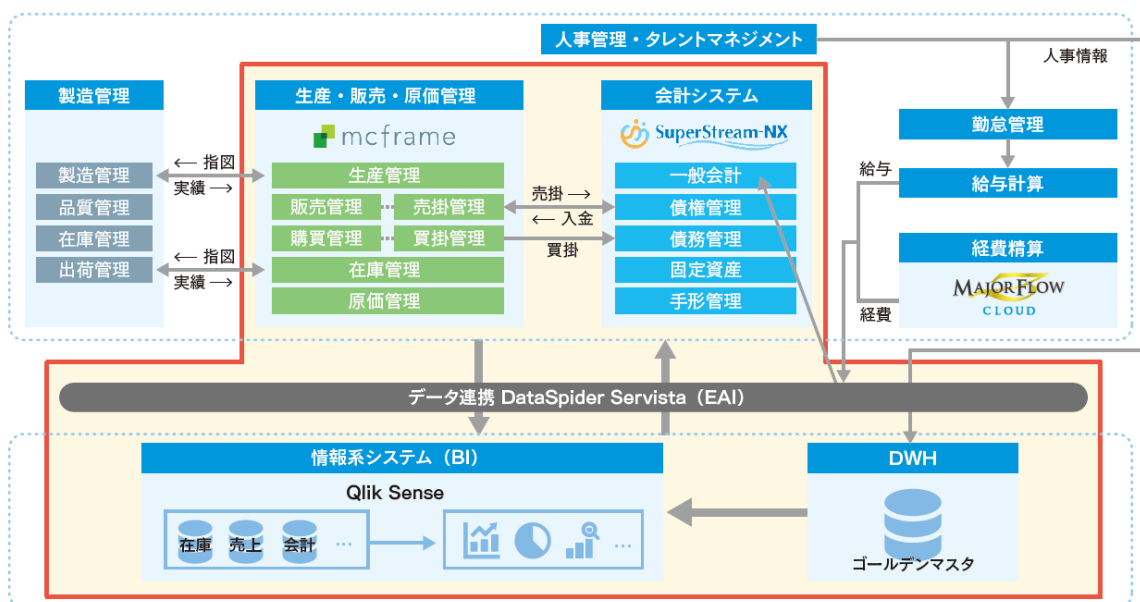 人事管理・タレントマネジメント
人事情報
製造管理
製造管理
品質管理
在庫管理
出荷管理
← 指図
実績 →
← 指図
実績 →
生産・販売・原価管理
mcframe
生産管理
販売管理 売掛管理
購買管理 買掛管理
在庫管理
原価管理
売掛 →
← 入金
買掛
会計システム
SuperStream-NX
一般会計
債権管理
債務管理
固定資産
手形管理
勤怠管理
給与
給与計算
経費精算
MAJORFLOW
CLOUD
経費
データ連携 DataSpider Servista（EAI）
情報系システム（BI）
Qlik Sense
在庫 売上 会計 …
…
DWH
ゴールデンマスタ